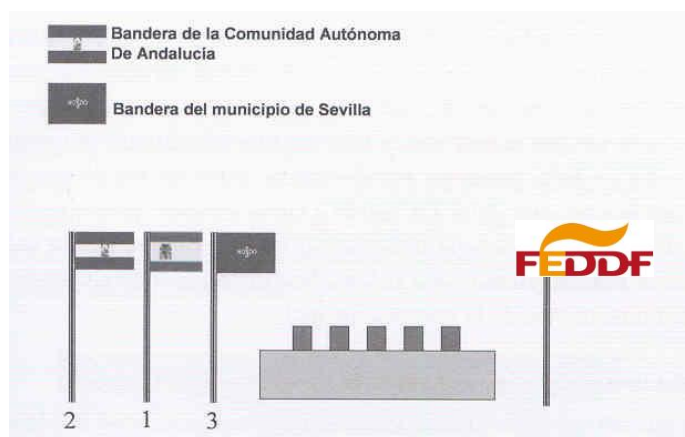 Bandera de la Comunidad Autónoma
De Andalucía
Bandera del municipio de Sevilla
FEDDF
2 1 3